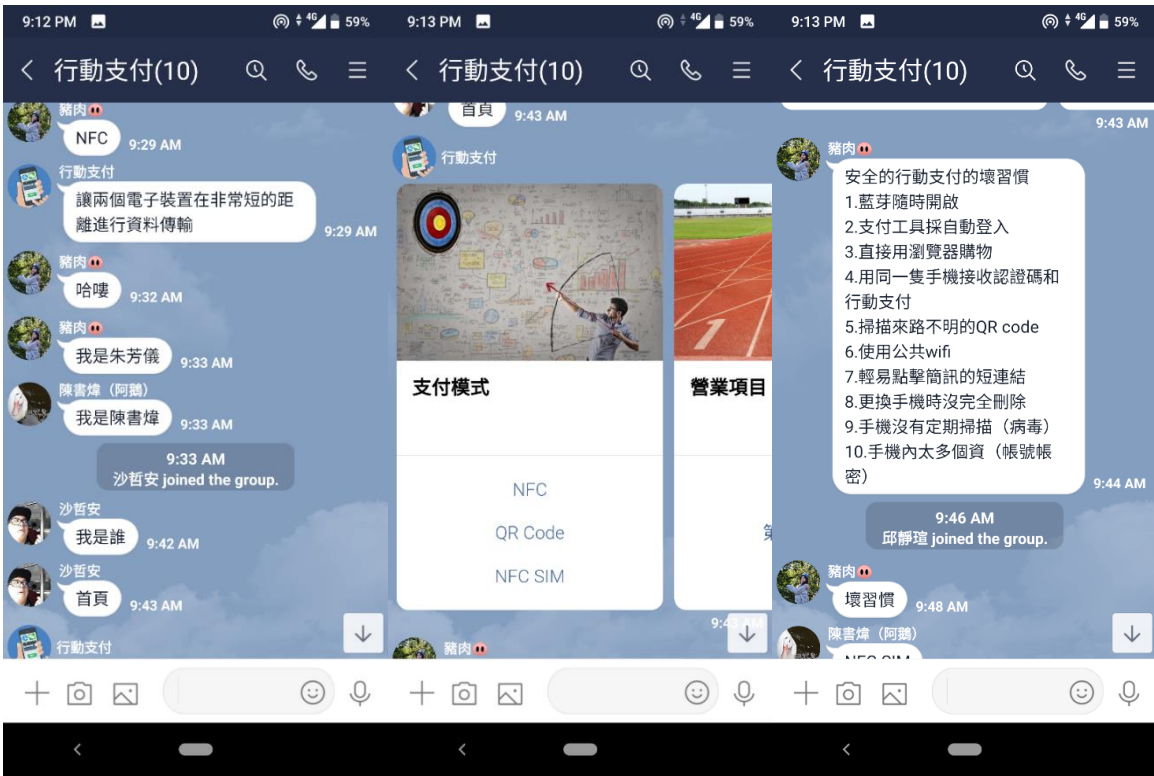 9:12 PM
4G
59%
行動支付(10)
豬肉
NFC
9:29 AM
行動支付
讓兩個電子裝置在非常短的距
離進行資料傳輸
9:29 AM
豬肉
哈嘍
9:32 AM
豬肉
我是朱芳儀
9:33 AM
陳書煒（阿鵝）
我是陳書煒
9:33 AM
9:33 AM
沙哲安 joined the group.
沙哲安
我是誰
9:42 AM
沙哲安
首頁
9:43 AM
行動支付
9:13 PM
4G
59%
行動支付(10)
首頁
9:43 AM
行動支付
支付模式
營業項目
NFC
QR Code
NFC SIM
9:43 AM
豬肉
9:13 PM
4G
59%
行動支付(10)
9:43 AM
豬肉
安全的行動支付的壞習慣
1.藍芽隨時開啟
2.支付工具採自動登入
3.直接用瀏覽器購物
4.用同一隻手機接收認證碼和
行動支付
5.掃描來路不明的QR code
6.使用公共wifi
7.輕易點擊簡訊的短連結
8.更換手機時沒完全刪除
9.手機沒有定期掃描（病毒）
10.手機內太多個資（帳號帳
密）
9:44 AM
9:46 AM
邱靜瑄 joined the group.
豬肉
壞習慣
9:48 AM
陳書煒（阿鵝）
NFC SIM